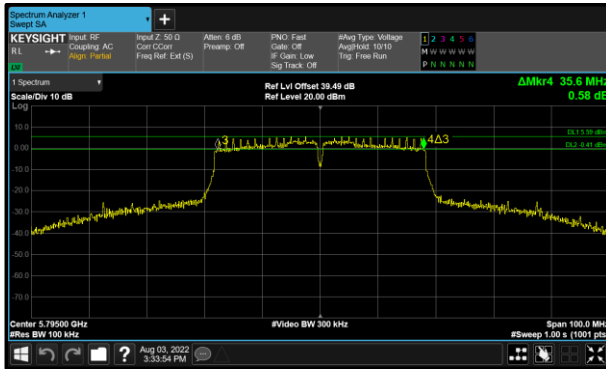 Spectrum Analyzer 1
Swept SA
KEYSIGHT
RL
Input: RF
Coupling: AC
Align: Partial
Input Z: 50 Ω
Corr CCorr
Freq Ref: Ext (S)
Atten: 6 dB
Preamp: Off
PNO: Fast
Gate: Off
IF Gain: Low
Sig Track: Off
#Avg Type: Voltage
Avg|Hold: 10/10
Trig: Free Run
1 2 3 4 5 6
M W W W W W
P N N N N N
1 Spectrum
Scale/Div 10 dB
Log
Ref Lvl Offset 39.49 dB
Ref Level 20.00 dBm
ΔMkr4 35.6 MHz
0.58 dB
DL1 5.59 dBm
DL2 -0.41 dBm
3
4Δ3
10.0
0.00
-10.0
-20.0
-30.0
-40.0
-50.0
-60.0
-70.0
Center 5.79500 GHz
#Res BW 100 kHz
#Video BW 300 kHz
Span 100.0 MHz
#Sweep 1.00 s (1001 pts)
Aug 03, 2022
3:33:54 PM